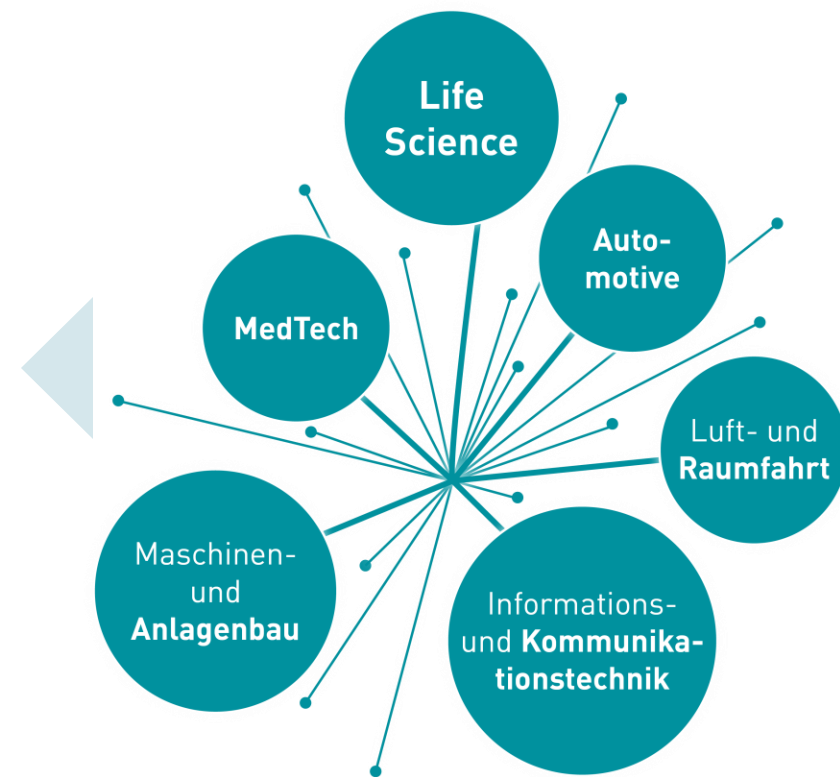 Life
Science
Auto-
motive
MedTech
Luft- und
Raumfahrt
Maschinen-
und
Anlagenbau
Informations-
und Kommunika-
tionstechnik